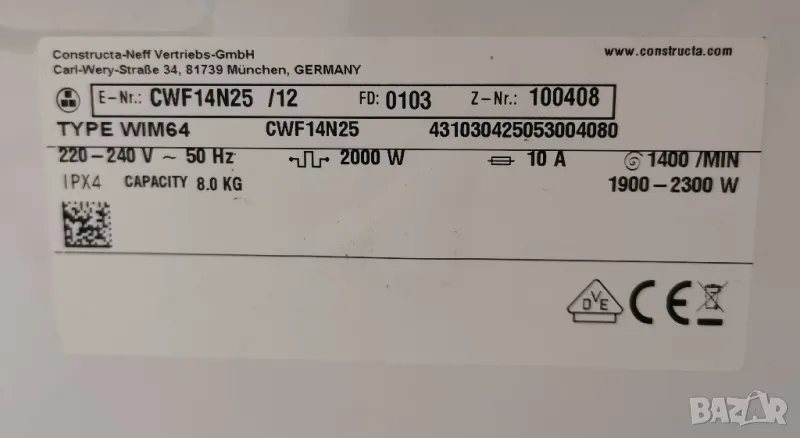 Constructa-Neff Vertriebs-GmbH www.constructa.com
Carl-Wery-Straße 34, 81739 München, GERMANY
E-Nr.: CWF14N25 /12 FD: 0103 Z-Nr.: 100408
TYPE WIM64 CWF14N25 431030425053004080
220-240 V ~ 50 Hz 2000 W 10 A 1400 /MIN
IPX4 CAPACITY 8.0 KG 1900-2300 W
DVE CE
BAZAR